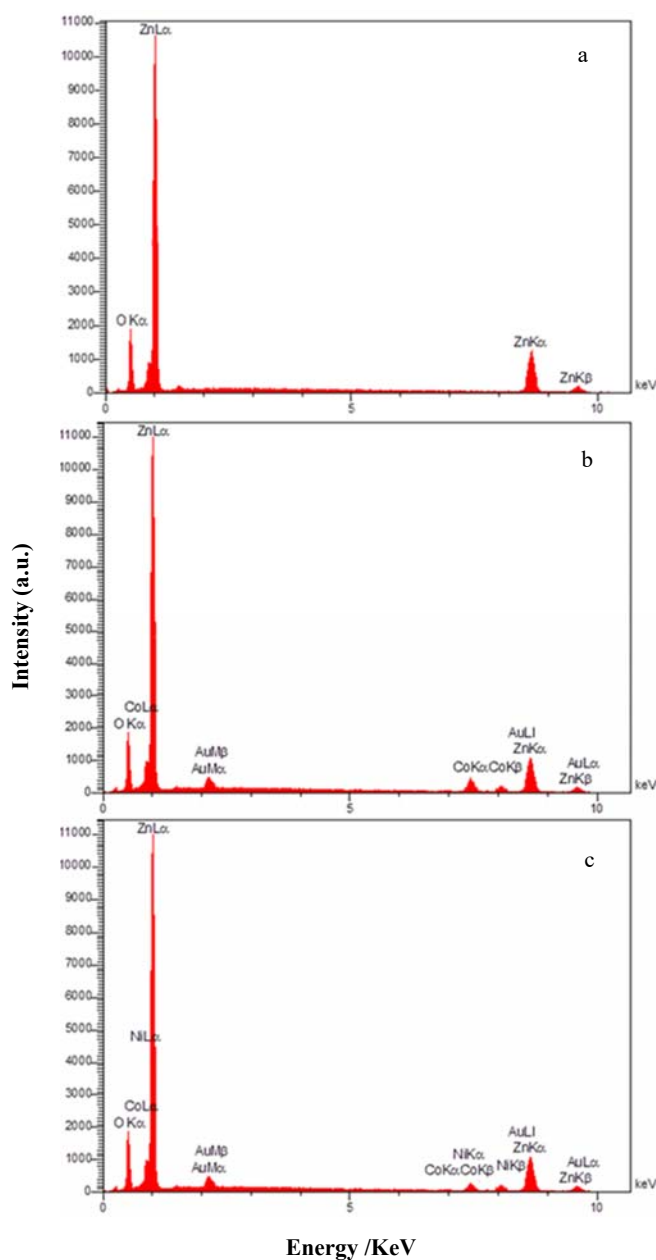 11000
ZnLα
a
10000
9000
8000
7000
6000
5000
4000
3000
2000
O Kα
ZnKα
1000
ZnKβ
0
keV
0
5
10
11000
ZnLα
b
10000
9000
8000
7000
6000
5000
4000
3000
CoLα
2000
O Kα
AuMβ
AuLl
AuMα
CoKα CoKβ
ZnKα
AuLα
1000
ZnKβ
0
keV
0
5
10
11000
ZnLα
c
10000
9000
8000
7000
6000
5000
NiLα
4000
3000
CoLα
2000
O Kα
AuLl
AuMβ
NiKα
ZnKα
AuMα
CoKα CoKβ
NiKβ
AuLα
1000
ZnKβ
0
keV
0
5
10
Intensity (a.u.)
Energy /KeV